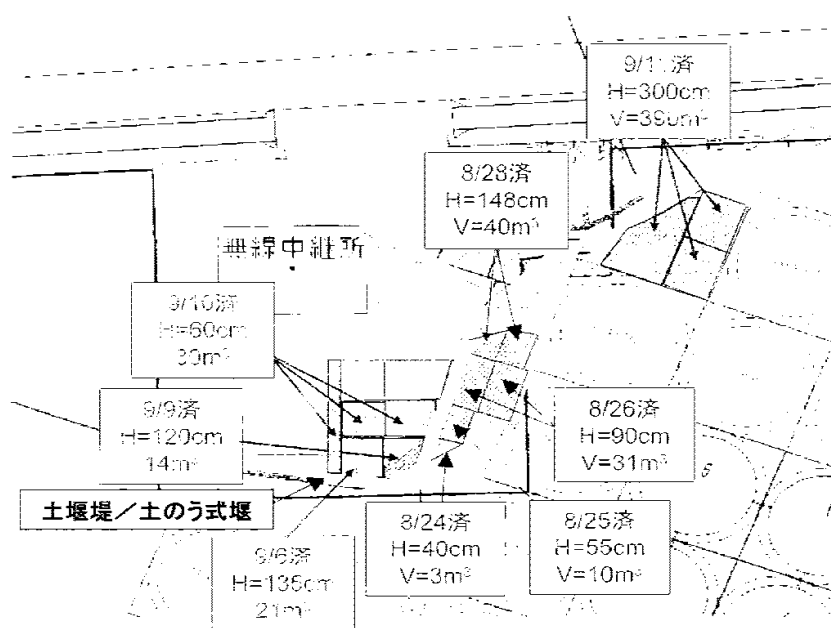 9/11済
H=300cm
8/28済
H=148cm
V=40m³
無線中継所
9/10済
H=60cm
9/9済
H=120cm
14m³
8/26済
H=90cm
V=31m³
土堰堤／土のう式堰
8/24済
H=40cm
V=3m³
8/25済
H=55cm
V=10m³
9/6済
H=135cm
21m³